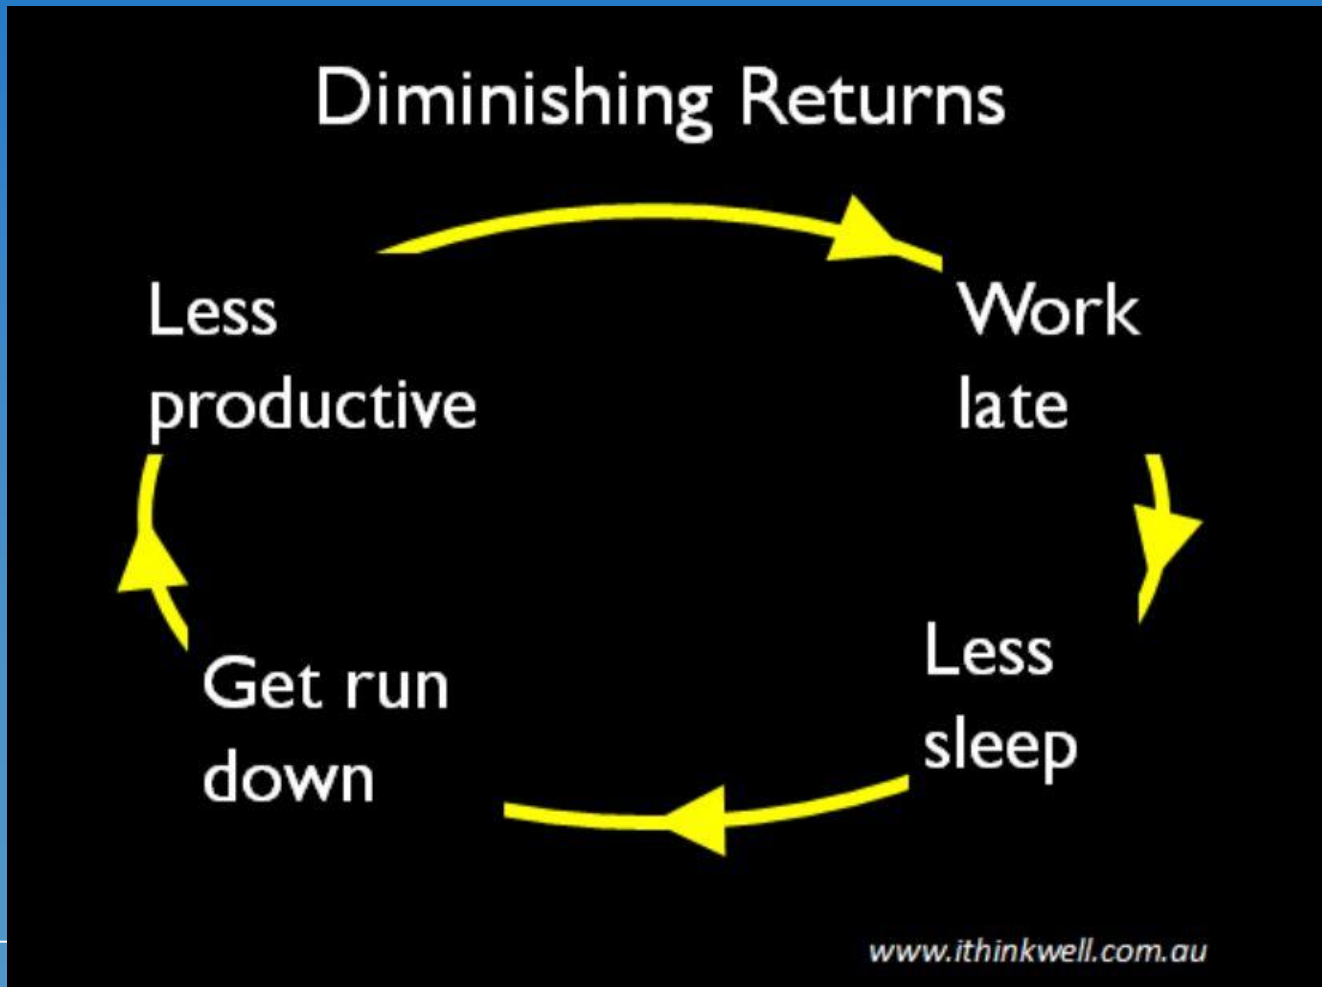 Diminishing Returns
Less
productive
Work
late
Less
sleep
Get run
down
www.ithinkwell.com.au